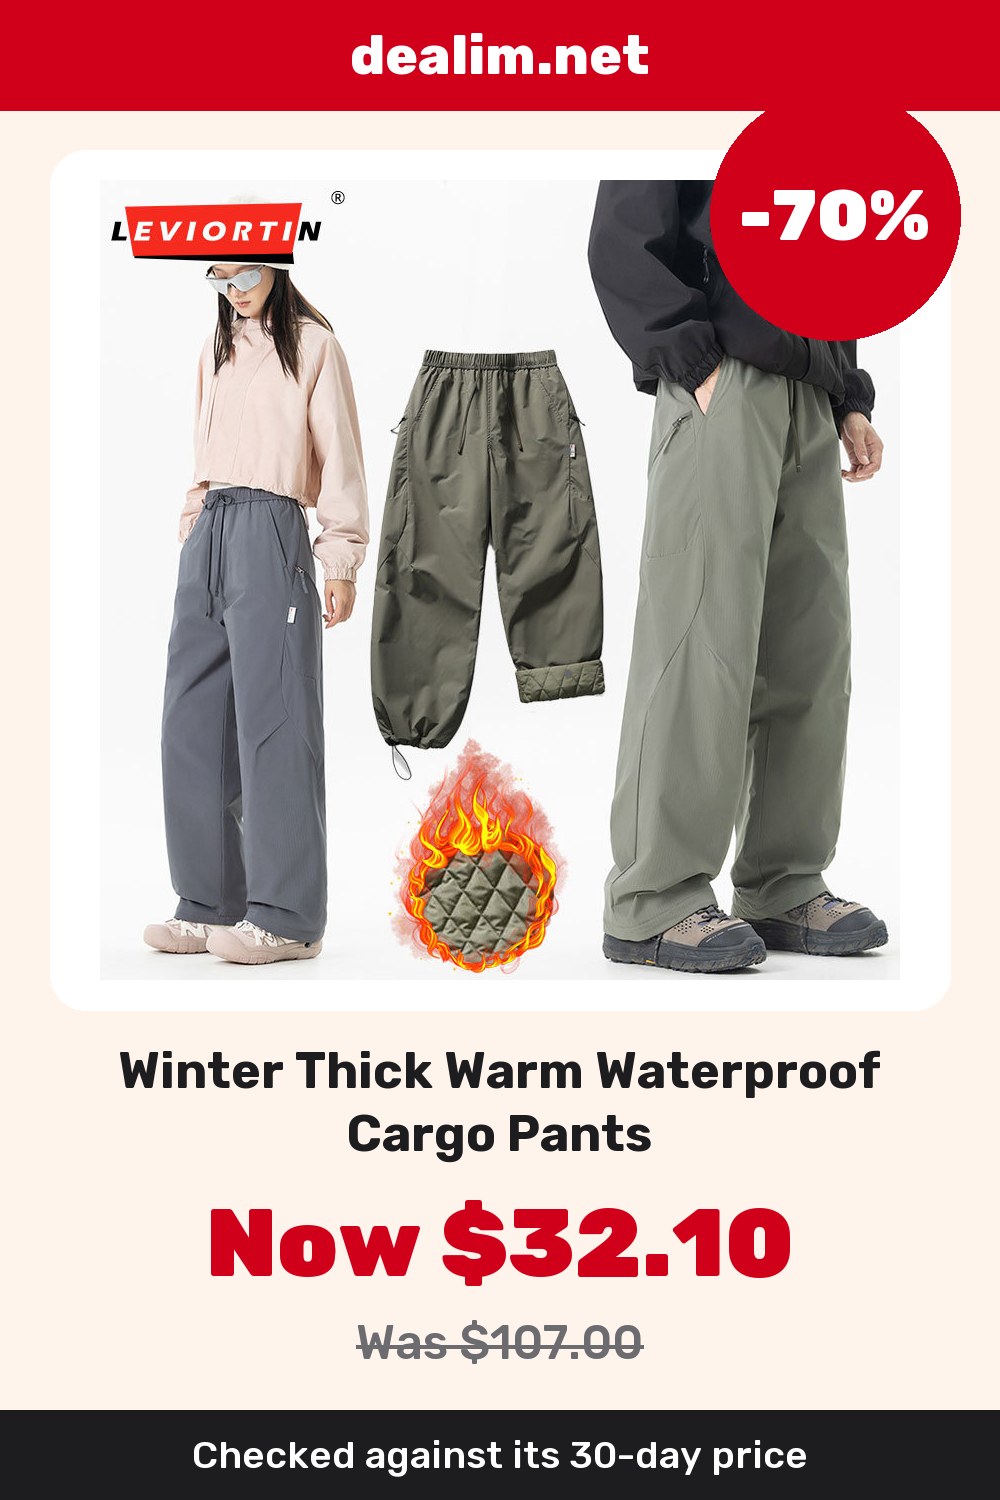 dealim.net
-70%
LEVIORTIN ®
Winter Thick Warm Waterproof
Cargo Pants
Now $32.10
Was $107.00
Checked against its 30-day price